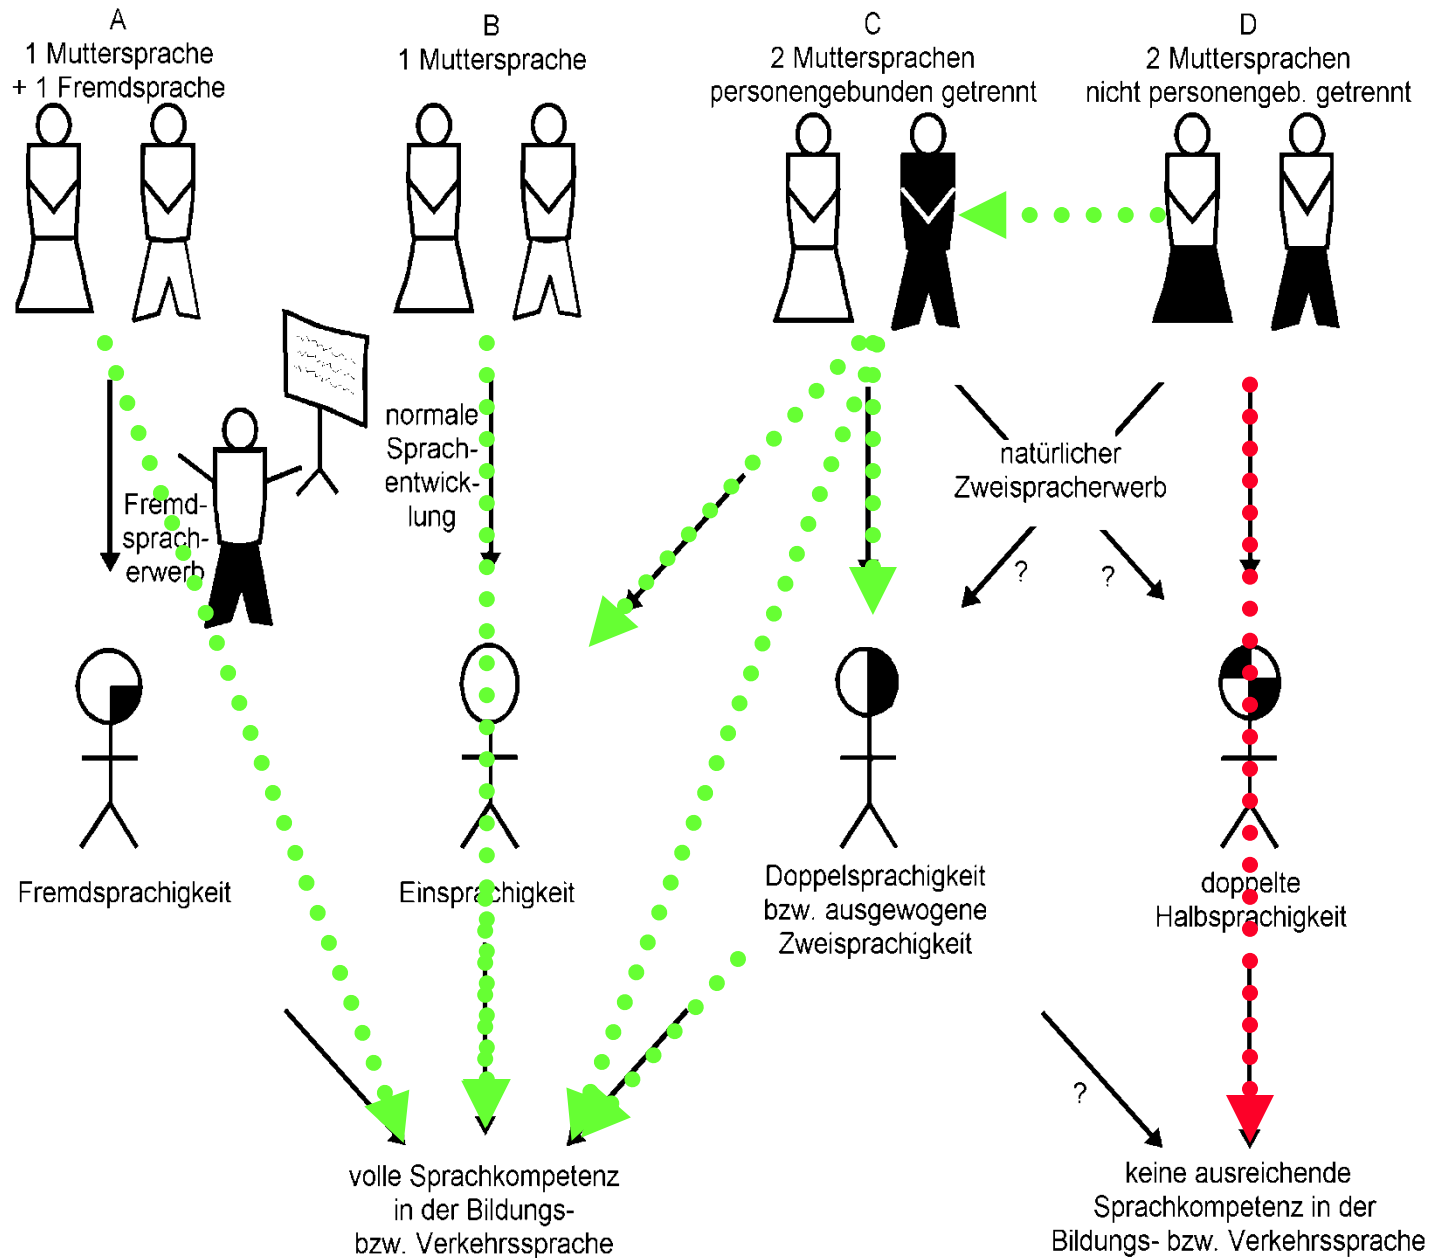 A
1 Muttersprache
+ 1 Fremdsprache
B
1 Muttersprache
C
2 Muttersprachen
personengebunden getrennt
D
2 Muttersprachen
nicht personengeb. getrennt
Fremd-
sprach-
erwerb
normale
Sprach-
entwick-
lung
natürlicher
Zweispracherwerb
?
?
Fremdsprachigkeit
Einsprachigkeit
Doppelsprachigkeit
bzw. ausgewogene
Zweisprachigkeit
doppelte
Halbsprachigkeit
?
volle Sprachkompetenz
in der Bildungs-
bzw. Verkehrssprache
keine ausreichende
Sprachkompetenz in der
Bildungs- bzw. Verkehrssprache